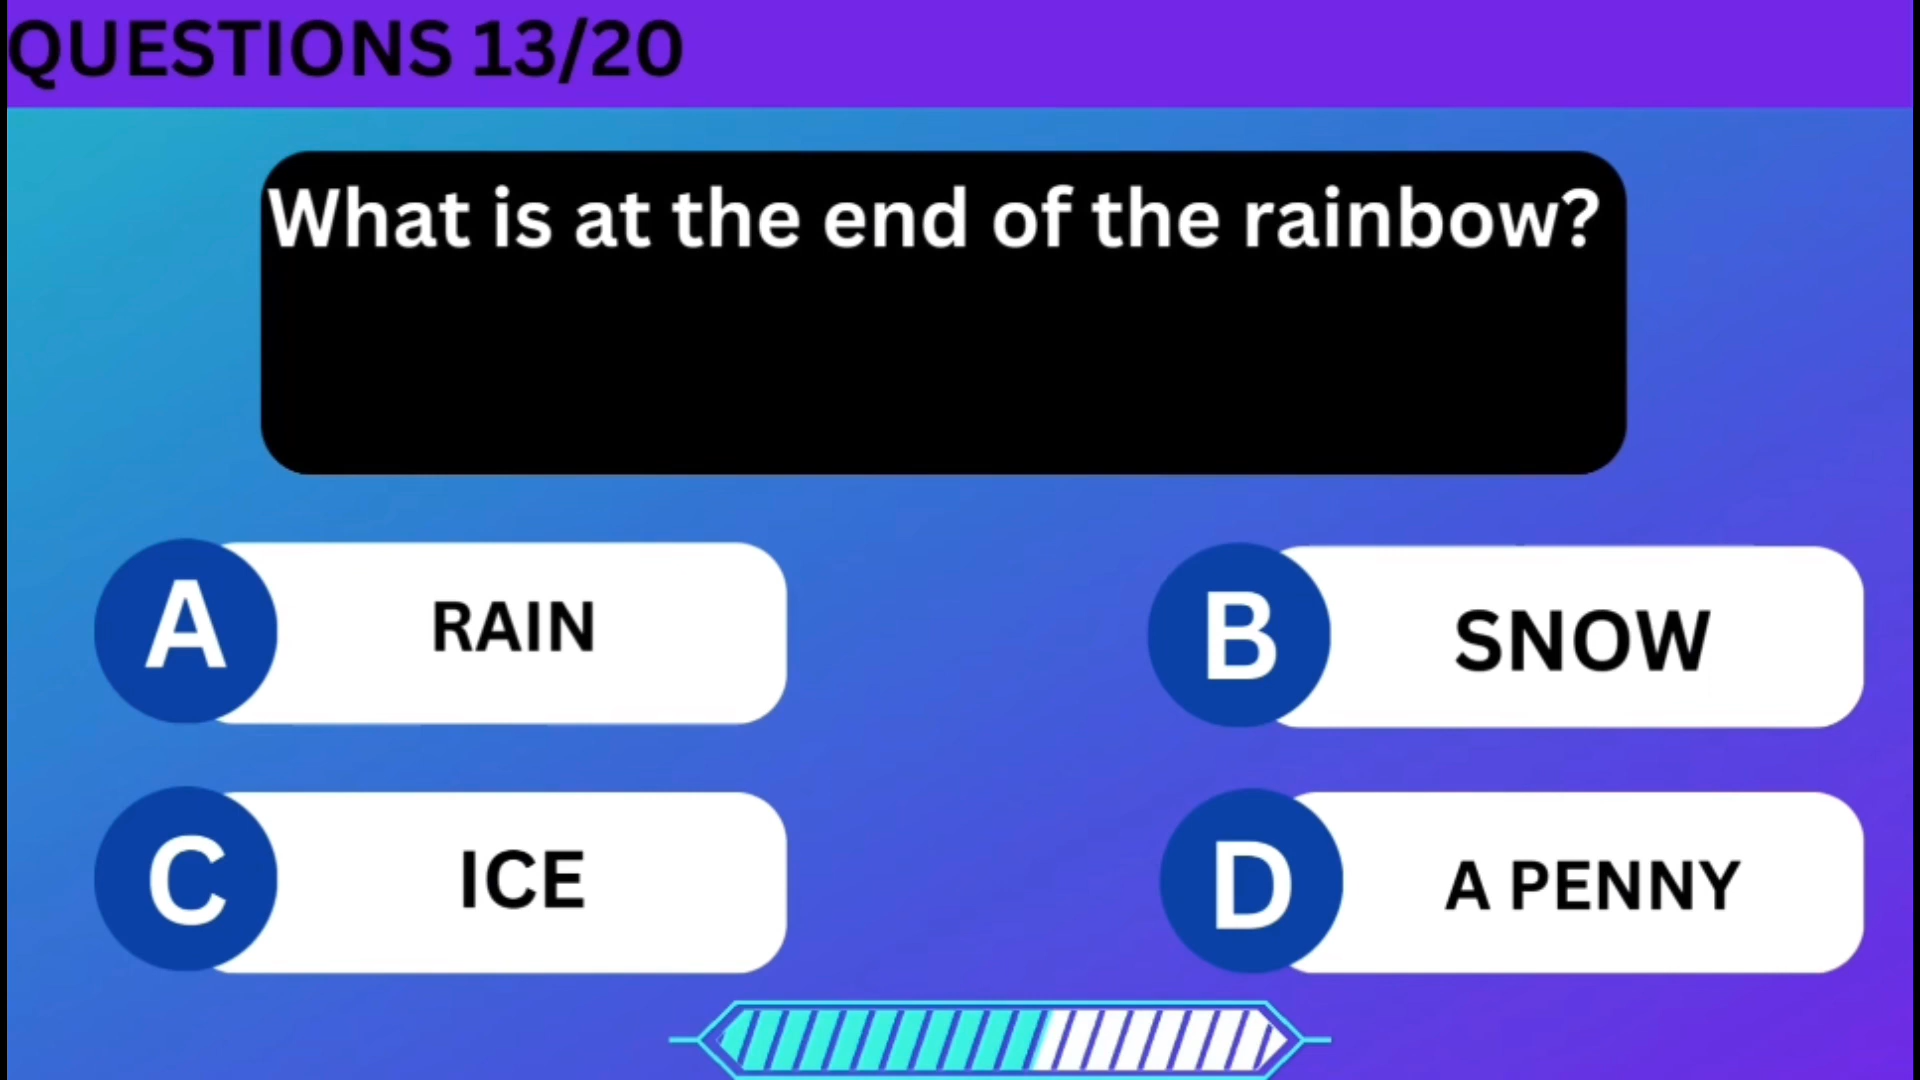 QUESTIONS 13/20
What is at the end of the rainbow?
A
RAIN
B
SNOW
C
ICE
D
A PENNY